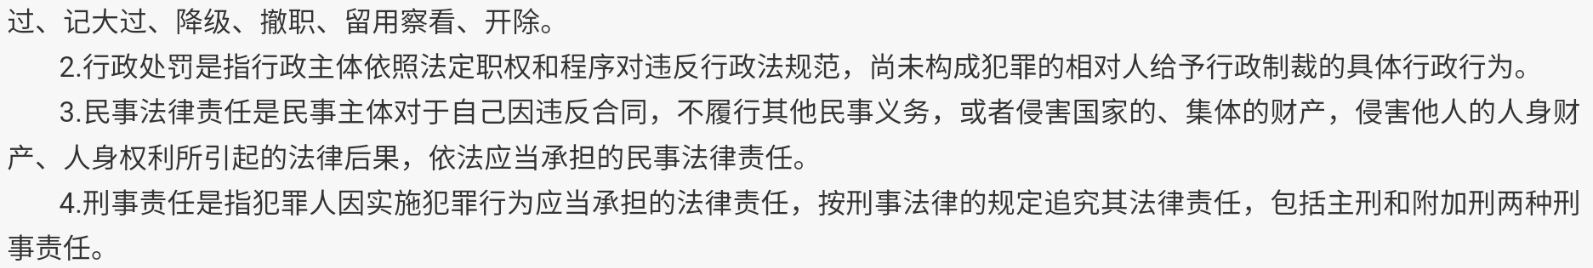 过、记大过、降级、撤职、留用察看、开除。
2.行政处罚是指行政主体依照法定职权和程序对违反行政法规范，尚未构成犯罪的相对人给予行政制裁的具体行政行为。
3.民事法律责任是民事主体对于自己因违反合同，不履行其他民事义务，或者侵害国家的、集体的财产，侵害他人的人身财
产、人身权利所引起的法律后果，依法应当承担的民事法律责任。
4.刑事责任是指犯罪人因实施犯罪行为应当承担的法律责任，按刑事法律的规定追究其法律责任，包括主刑和附加刑两种刑
事责任。